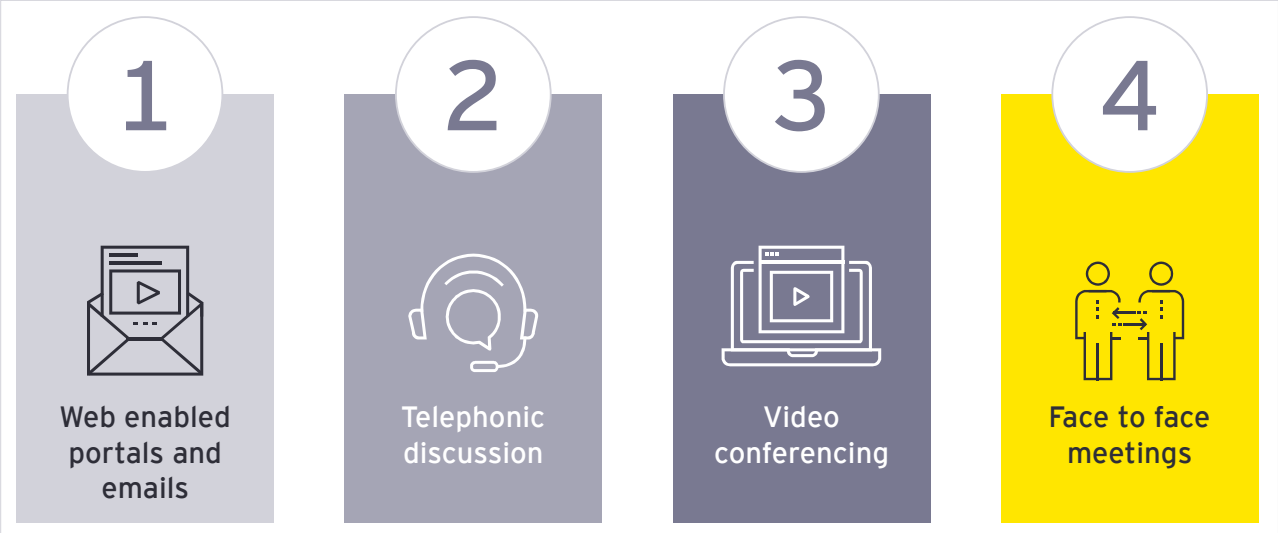 1
Web enabled
portals and
emails
2
Telephonic
discussion
3
Video
conferencing
4
Face to face
meetings